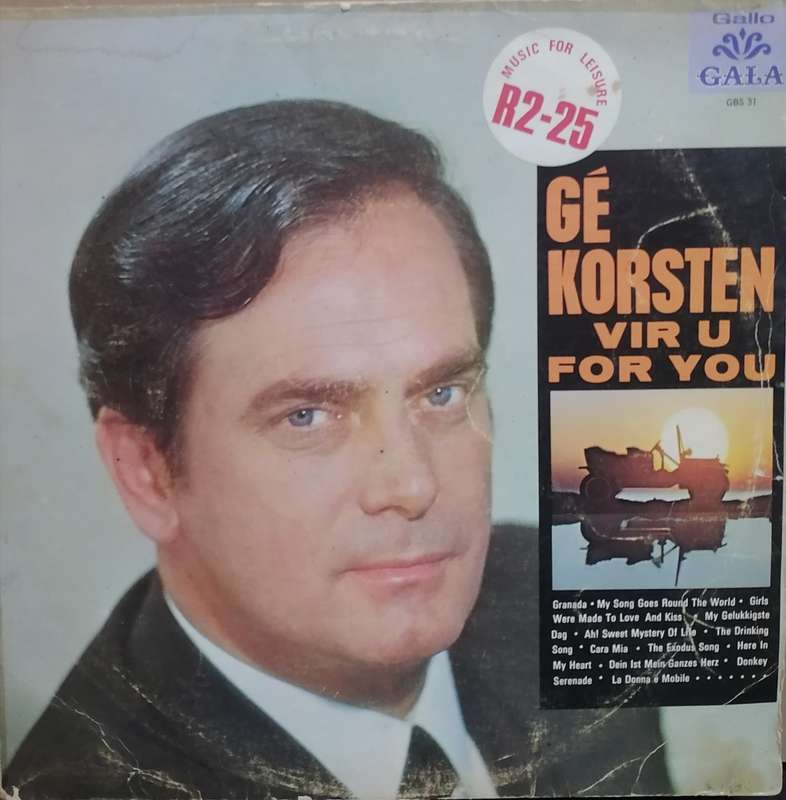 Gallo
GALA
GBS 31
MUSIC FOR LEISURE
R2-25
GÉ
KORSTEN
VIR U
FOR YOU
Granada • My Song Goes Round The World • Girls
Were Made To Love And Kiss • My Gelukkigste
Dag • Ah! Sweet Mystery Of Life • The Drinking
Song • Cara Mia • The Exodus Song • Here In
My Heart • Dein Ist Mein Ganzes Herz • Donkey
Serenade • La Donna é Mobile • • • • • • •